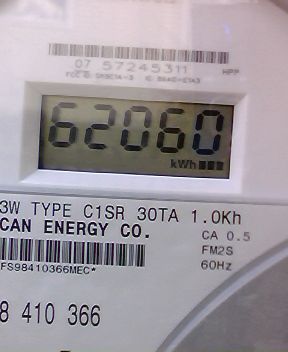 07 57245311
62060
kWh
3W TYPE C1SR 30TA 1.0Kh
CAN ENERGY CO.
CA 0.5
FM2S
60Hz
FS98410366MEC*
8 410 366